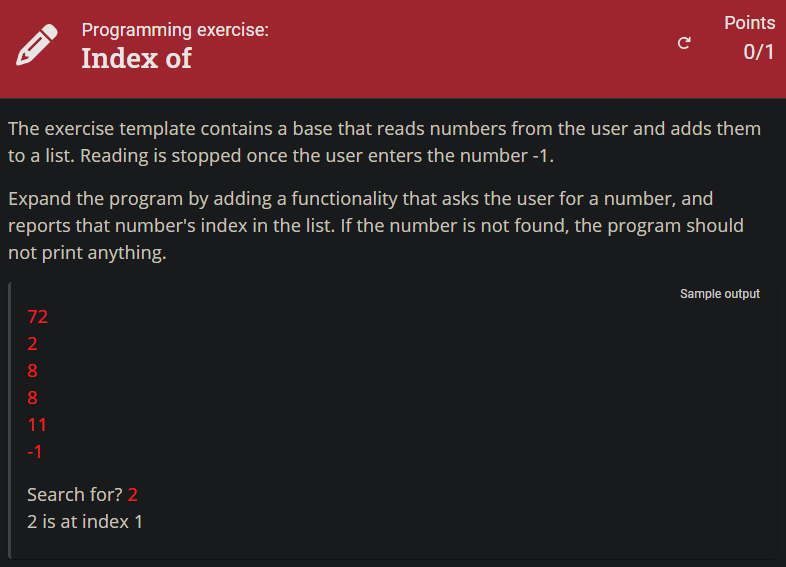 Programming exercise:
Index of
Points
0/1
The exercise template contains a base that reads numbers from the user and adds them
to a list. Reading is stopped once the user enters the number -1.
Expand the program by adding a functionality that asks the user for a number, and
reports that number's index in the list. If the number is not found, the program should
not print anything.
Sample output
72
2
8
8
11
-1
Search for? 2
2 is at index 1